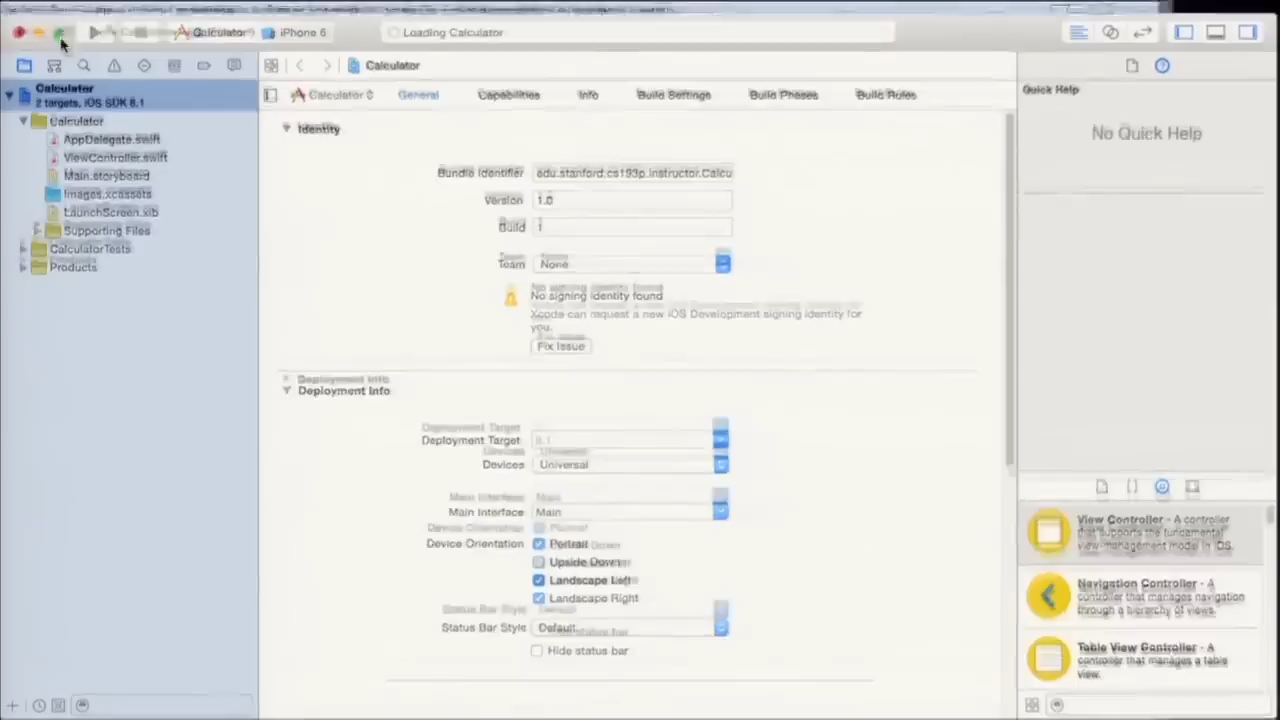 Calculator
iPhone 6
Loading Calculator
Calculator
2 targets, iOS SDK 8.1
Calculator
AppDelegate.swift
ViewController.swift
Main.storyboard
Images.xcassets
LaunchScreen.xib
Supporting Files
CalculatorTests
Products
Calculator
Calculator
General
Capabilities
Info
Build Settings
Build Phases
Build Rules
Identity
Bundle Identifier
edu.stanford.cs193p.instructor.Calcu
Version
1.0
Build
1
Team
None
No signing identity found
Xcode can request a new iOS Development signing identity for
you.
Fix Issue
Deployment Info
Deployment Target
8.1
Devices
Universal
Main Interface
Main
Device Orientation
Portrait
Upside Down
Landscape Left
Landscape Right
Status Bar Style
Default
Hide status bar
Quick Help
No Quick Help
View Controller - A controller
that supports the fundamental
view-management model in iOS.
Navigation Controller - A
controller that manages navigation
through a hierarchy of views.
Table View Controller - A
controller that manages a table
view.